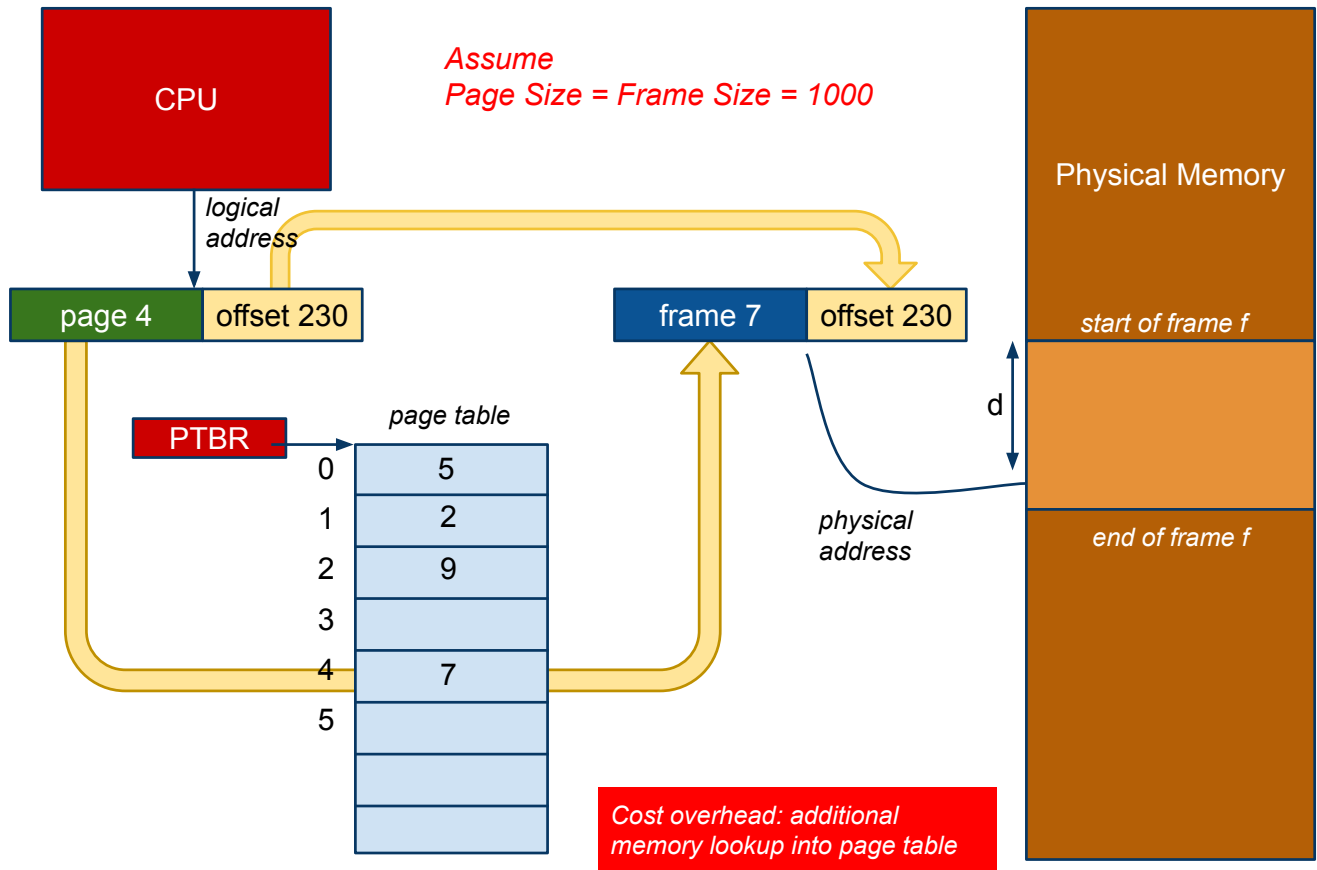 CPU
Assume
Page Size = Frame Size = 1000
Physical Memory
logical
address
page 4
offset 230
frame 7
offset 230
start of frame f
d
page table
PTBR
0
5
1
2
2
9
3
4
7
5
physical
address
end of frame f
Cost overhead: additional
memory lookup into page table